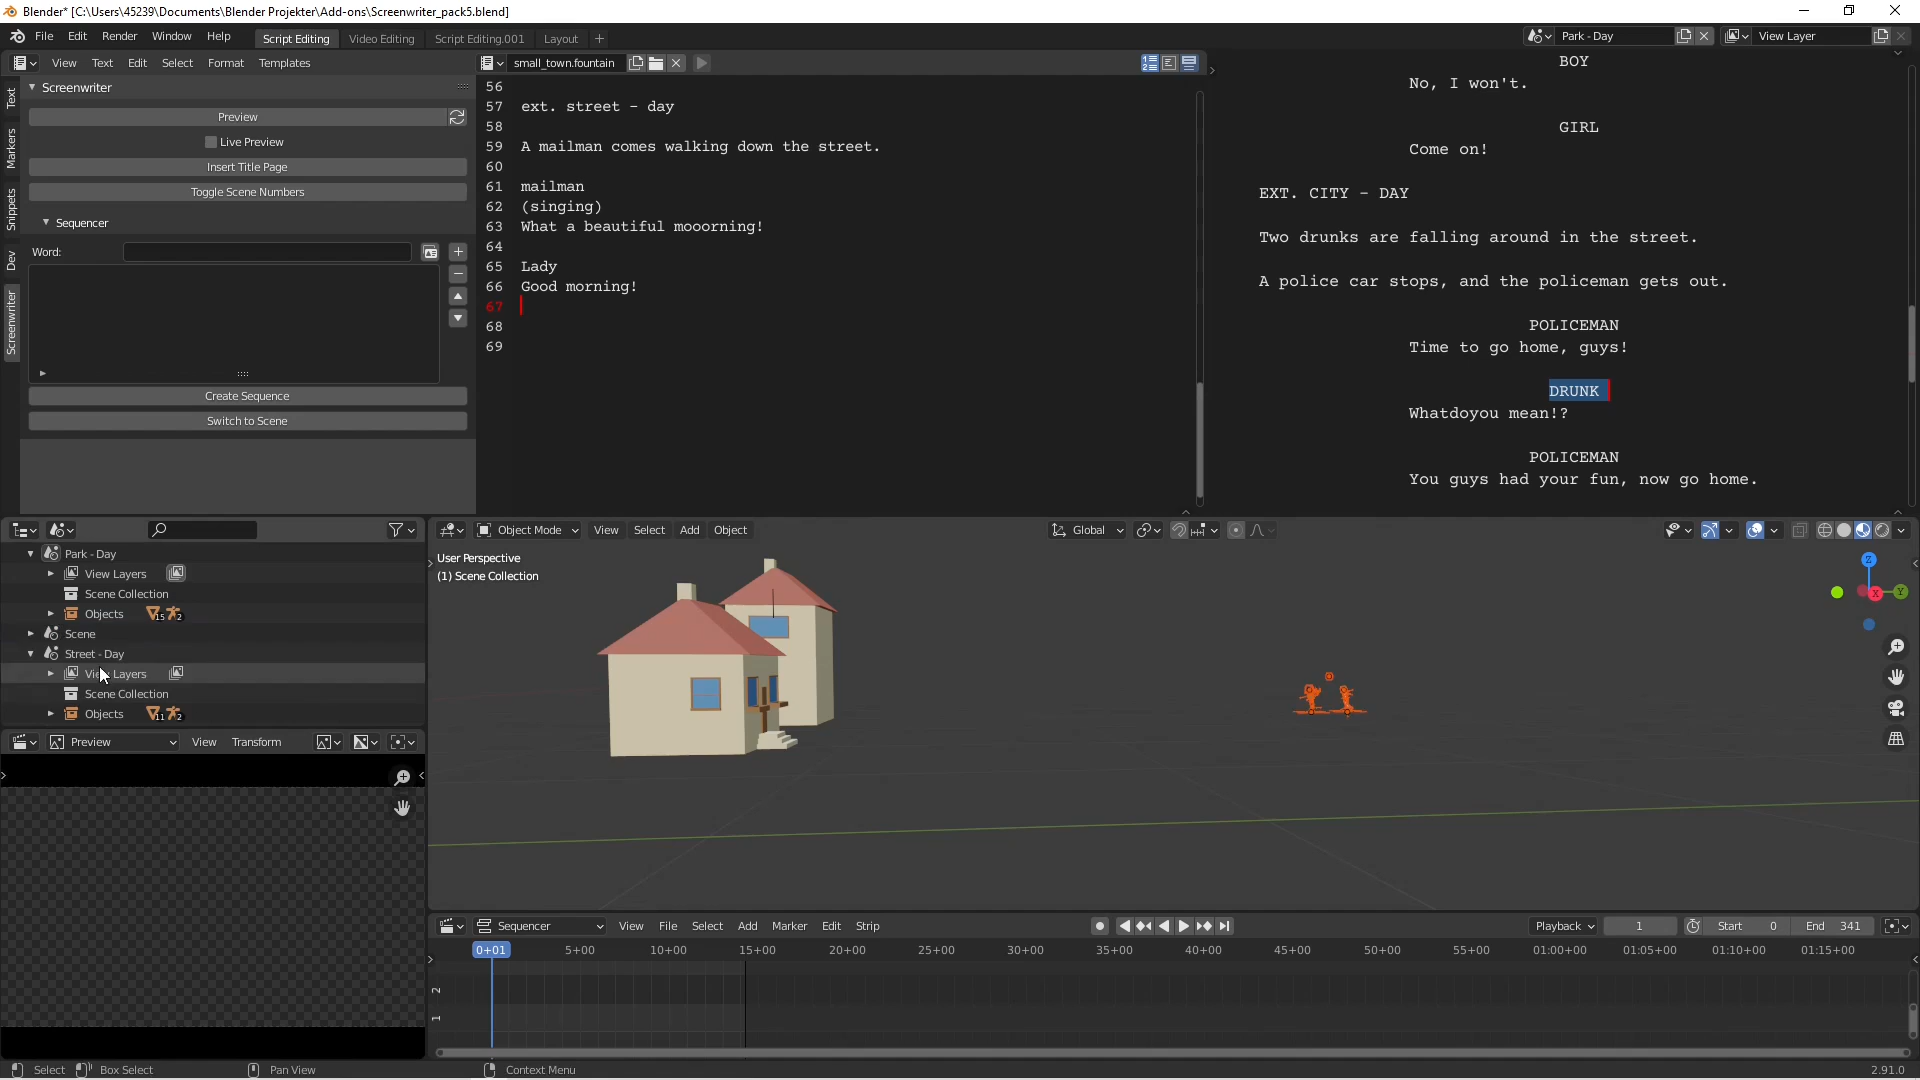 Blender* [C:\Users\45239\Documents\Blender Projekter\Add-ons\Screenwriter_pack5.blend]
File Edit Render Window Help Script Editing Video Editing Script Editing.001 Layout + Park - Day View Layer
View Text Edit Select Format Templates
small_town.fountain
Text
Markers
Snippets
Dev
Screenwriter
Screenwriter
Preview
Live Preview
Insert Title Page
Toggle Scene Numbers
Sequencer
Word:
Create Sequence
Switch to Scene
56
57 ext. street - day
58
59 A mailman comes walking down the street.
60
61 mailman
62 (singing)
63 What a beautiful mooorning!
64
65 Lady
66 Good morning!
67
68
69
BOY
No, I won't.
GIRL
Come on!
EXT. CITY - DAY
Two drunks are falling around in the street.
A police car stops, and the policeman gets out.
POLICEMAN
Time to go home, guys!
DRUNK
Whatdoyou mean!?
POLICEMAN
You guys had your fun, now go home.
Park - Day
View Layers
Scene Collection
Objects 15 2
Scene
Street - Day
View Layers
Scene Collection
Objects 11 2
Preview View Transform
Object Mode View Select Add Object Global
User Perspective
(1) Scene Collection
Z
X
Y
Sequencer View File Select Add Marker Edit Strip Playback 1 Start 0 End 341
0+01 5+00 10+00 15+00 20+00 25+00 30+00 35+00 40+00 45+00 50+00 55+00 01:00+00 01:05+00 01:10+00 01:15+00
2
1
Select Box Select Pan View Context Menu 2.91.0